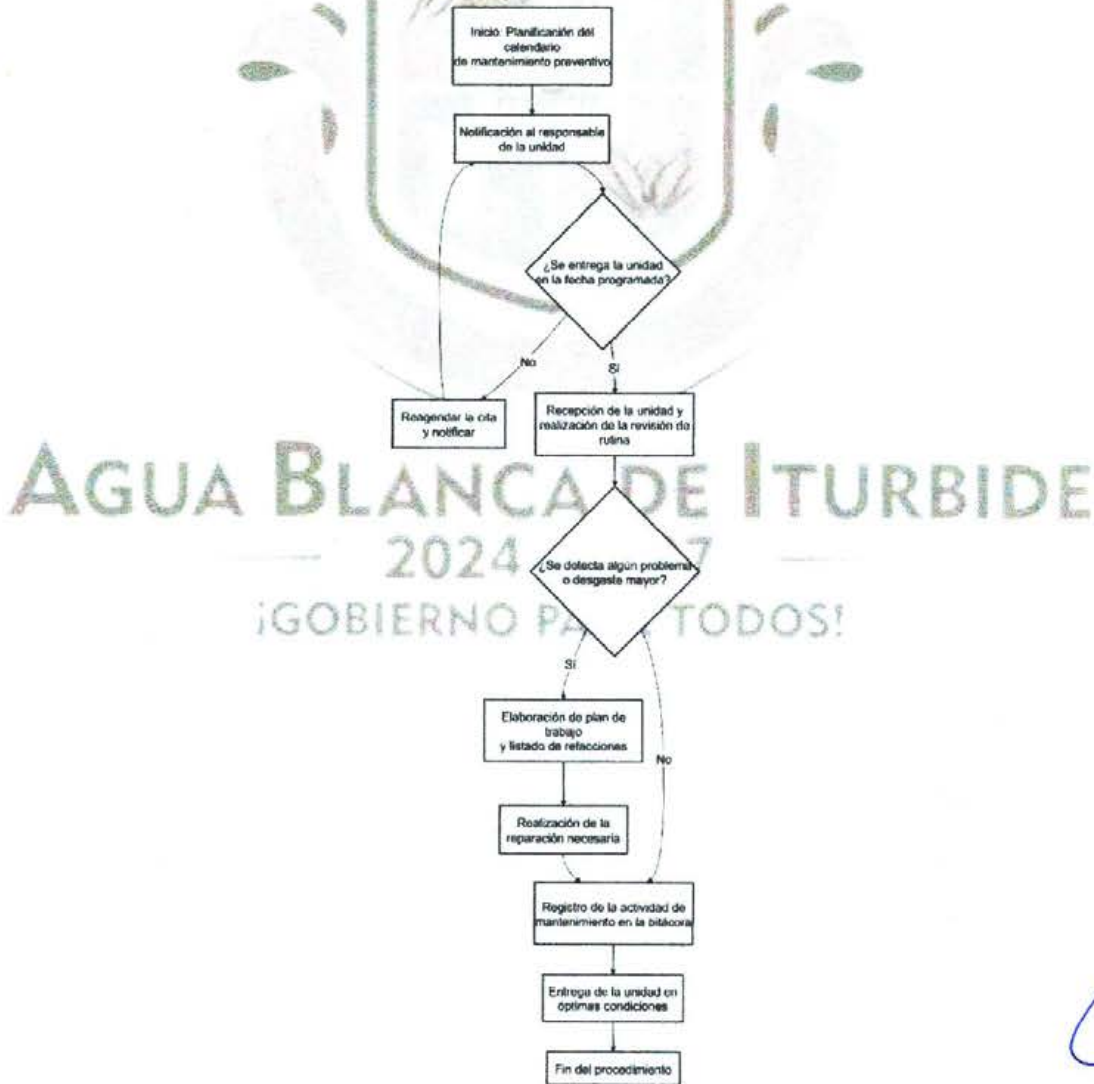 Inicio: Planificación del
calendario
de mantenimiento preventivo
Notificación al responsable
de la unidad
¿Se entrega la unidad
en la fecha programada?
No
Sí
Reagendar la cita
y notificar
Recepción de la unidad y
realización de la revisión de
rutina
AGUA BLANCA DE ITURBIDE
2024 7
¿Se detecta algún problema
o desgaste mayor?
¡GOBIERNO PA TODOS!
Sí
Elaboración de plan de
trabajo
y listado de refacciones
No
Realización de la
reparación necesaria
Registro de la actividad de
mantenimiento en la bitácora
Entrega de la unidad en
óptimas condiciones
Fin del procedimiento